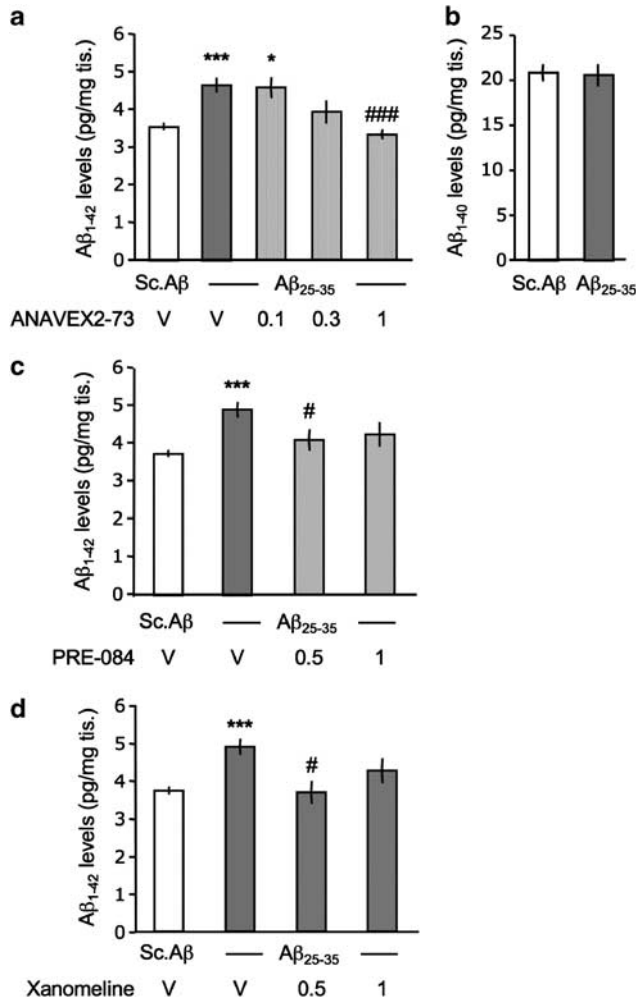 a
Aβ1-42 levels (pg/mg tis.)
6
5
4
3
2
1
0
*** * ###
Sc.Aβ Aβ25-35
ANAVEX2-73 V V 0.1 0.3 1
b
Aβ1-40 levels (pg/mg tis.)
25
20
15
10
5
0
Sc.Aβ Aβ25-35
c
Aβ1-42 levels (pg/mg tis.)
6
5
4
3
2
1
0
*** #
Sc.Aβ Aβ25-35
PRE-084 V V 0.5 1
d
Aβ1-42 levels (pg/mg tis.)
6
5
4
3
2
1
0
*** #
Sc.Aβ Aβ25-35
Xanomeline V V 0.5 1